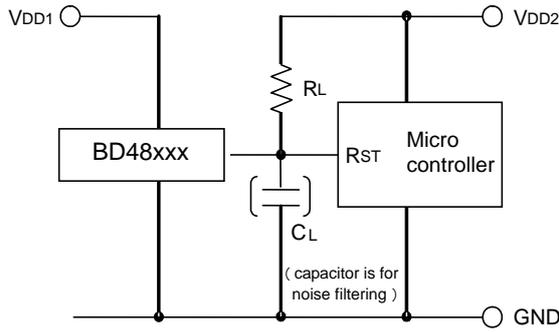 VDD1
VDD2
RL
BD48xxx
RST
Micro
controller
CL
( capacitor is for
noise filtering )
GND